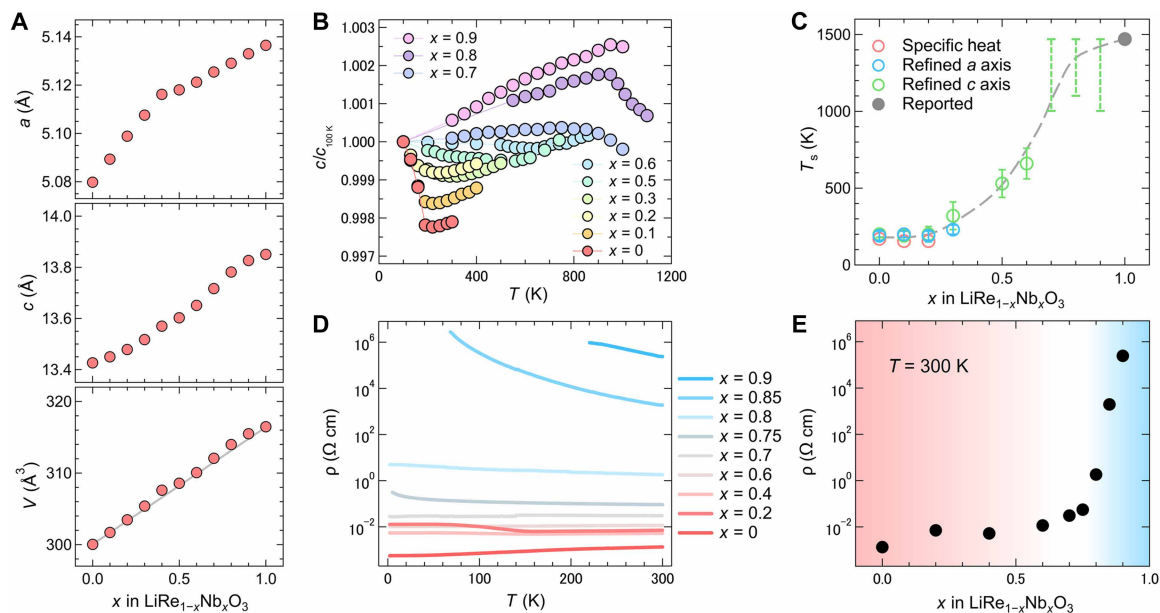 A
5.14
5.12
5.10
5.08
a (Å)
14.0
13.8
13.6
13.4
c (Å)
320
310
300
V (Å³)
0.0 0.5 1.0
x in LiRe₁₋ₓNbₓO₃
B
1.003
1.002
1.001
1.000
0.999
0.998
0.997
c/c₁₀₀ K
x = 0.9
x = 0.8
x = 0.7
x = 0.6
x = 0.5
x = 0.3
x = 0.2
x = 0.1
x = 0
0 400 800 1200
T (K)
C
1500
1000
500
0
Tₛ (K)
Specific heat
Refined a axis
Refined c axis
Reported
0.0 0.5 1.0
x in LiRe₁₋ₓNbₓO₃
D
10⁶
10⁴
10²
10⁰
10⁻²
ρ (Ω cm)
0 100 200 300
T (K)
x = 0.9
x = 0.85
x = 0.8
x = 0.75
x = 0.7
x = 0.6
x = 0.4
x = 0.2
x = 0
E
T = 300 K
10⁶
10⁴
10²
10⁰
10⁻²
ρ (Ω cm)
0.0 0.5 1.0
x in LiRe₁₋ₓNbₓO₃